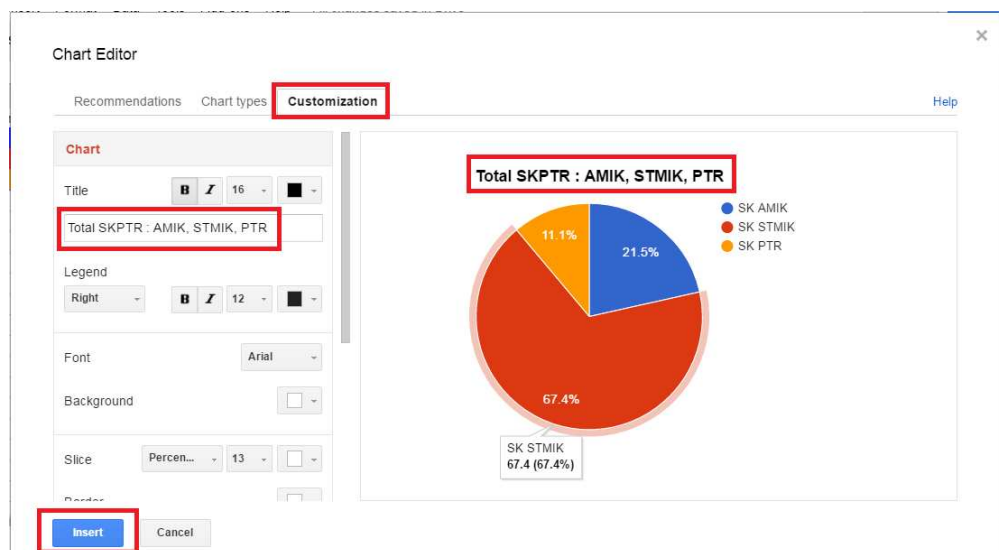 Chart Editor
×
Recommendations Chart types Customization Help
Chart
Title B I 16
Total SKPTR : AMIK, STMIK, PTR
Legend
Right B I 12
Font Arial
Background
Slice Percen... 13
Total SKPTR : AMIK, STMIK, PTR
11.1%
21.5%
67.4%
SK AMIK
SK STMIK
SK PTR
SK STMIK
67.4 (67.4%)
Insert Cancel